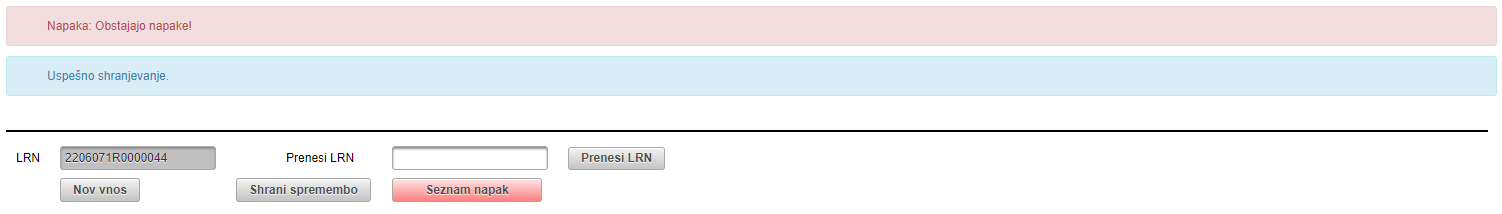 Napaka: Obstajajo napake!
Uspešno shranjevanje.
LRN 2206071R0000044 Prenesi LRN Prenesi LRN
Nov vnos Shrani spremembo Seznam napak